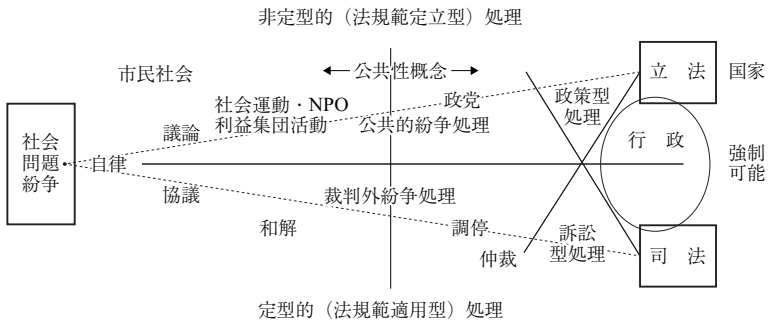 非定型的（法規範定立型）処理
市民社会
公共性概念
立　法
国家
社会運動・NPO
利益集団活動
政党
公共的紛争処理
政策型
処理
社会
問題
紛争
議論
自律
行　政
強制
可能
協議
裁判外紛争処理
和解
調停
仲裁
訴訟
型処理
司　法
定型的（法規範適用型）処理